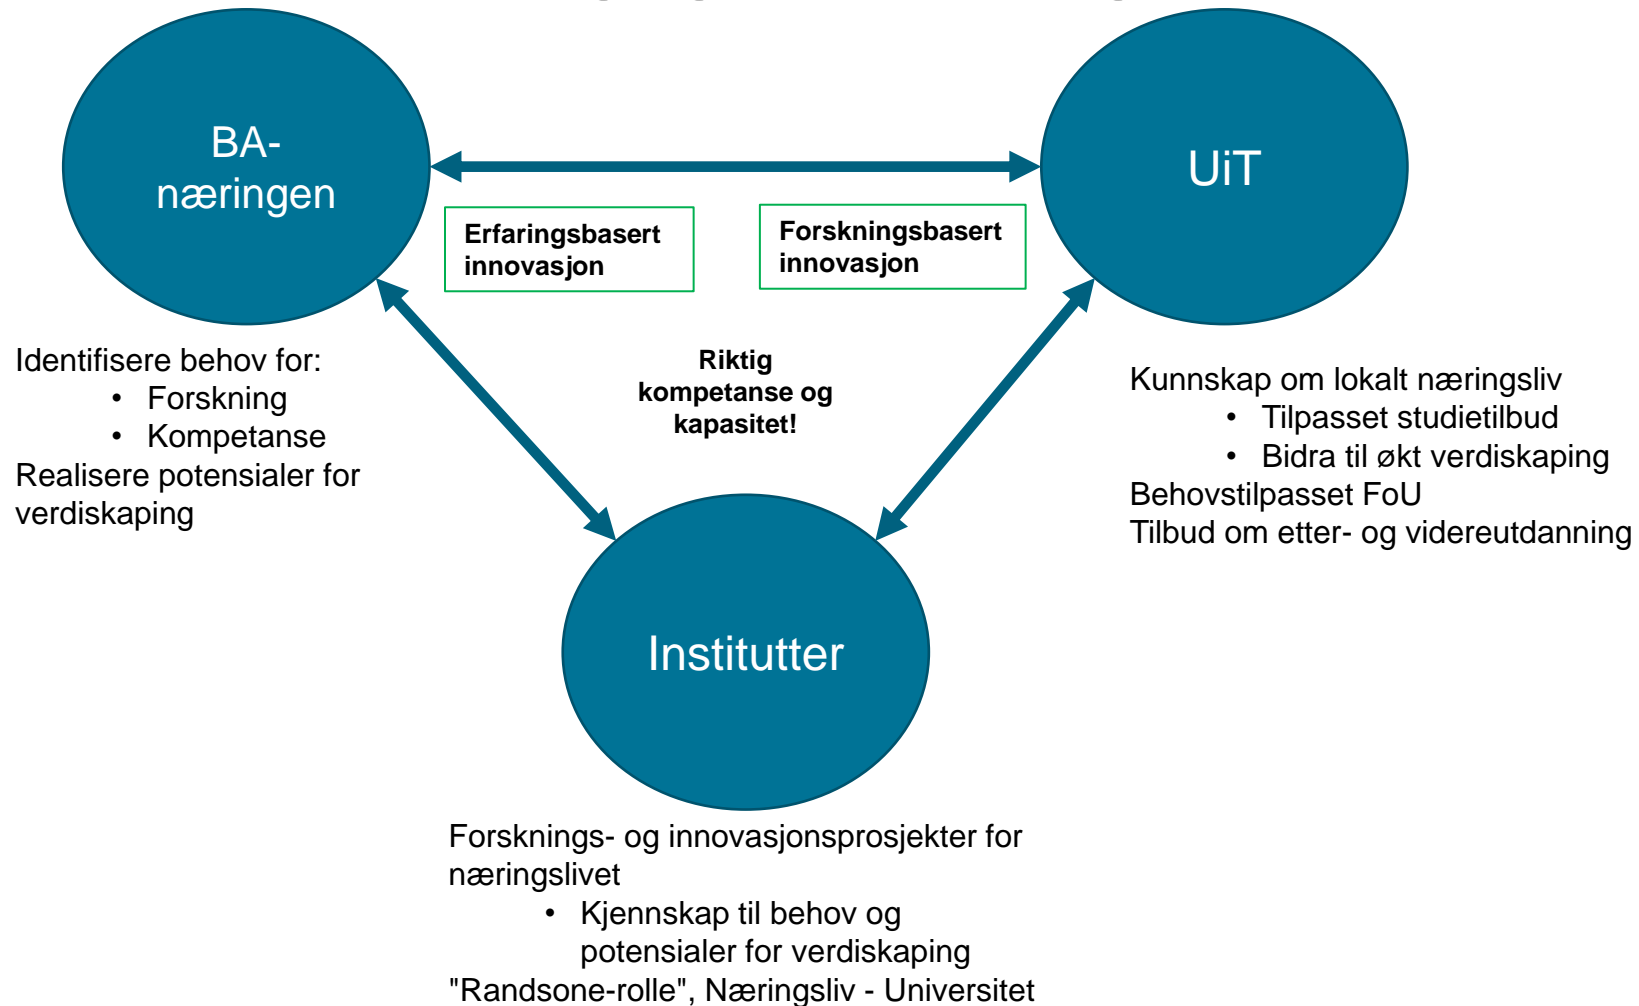 BA-
næringen
UiT
Erfaringsbasert
innovasjon
Forskningsbasert
innovasjon
Riktig
kompetanse og
kapasitet!
Identifisere behov for:
• Forskning
• Kompetanse
Realisere potensialer for
verdiskaping
Kunnskap om lokalt næringsliv
• Tilpasset studietilbud
• Bidra til økt verdiskaping
Behovstilpasset FoU
Tilbud om etter- og videreutdanning
Institutter
Forsknings- og innovasjonsprosjekter for
næringslivet
• Kjennskap til behov og
potensialer for verdiskaping
"Randsone-rolle", Næringsliv - Universitet